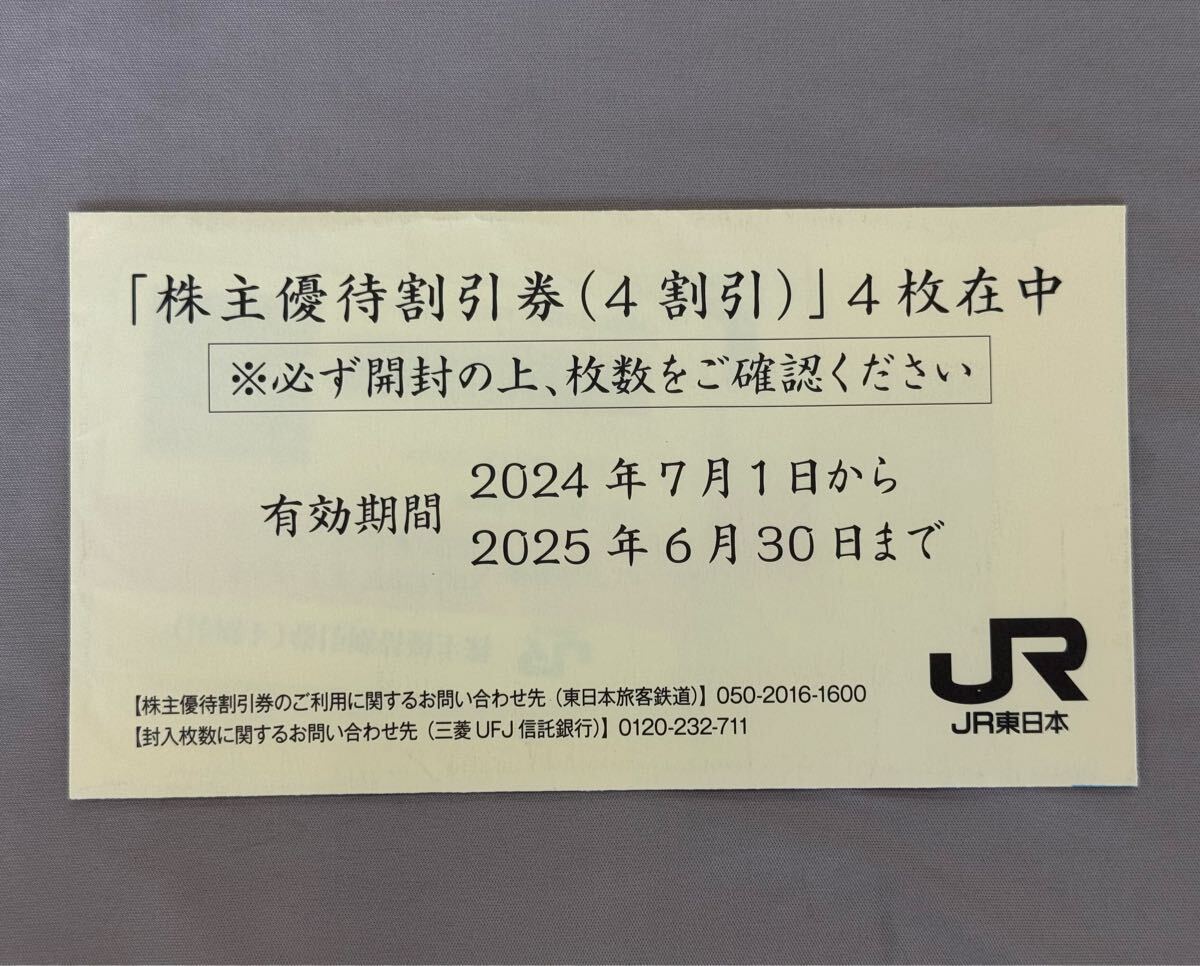 「株主優待割引券(4割引)」4枚在中
※必ず開封の上、枚数をご確認ください
有効期間 2024年7月1日から
2025年6月30日まで
【株主優待割引券のご利用に関するお問い合わせ先(東日本旅客鉄道)】050-2016-1600
【封入枚数に関するお問い合わせ先(三菱UFJ信託銀行)】0120-232-711
JR
JR東日本